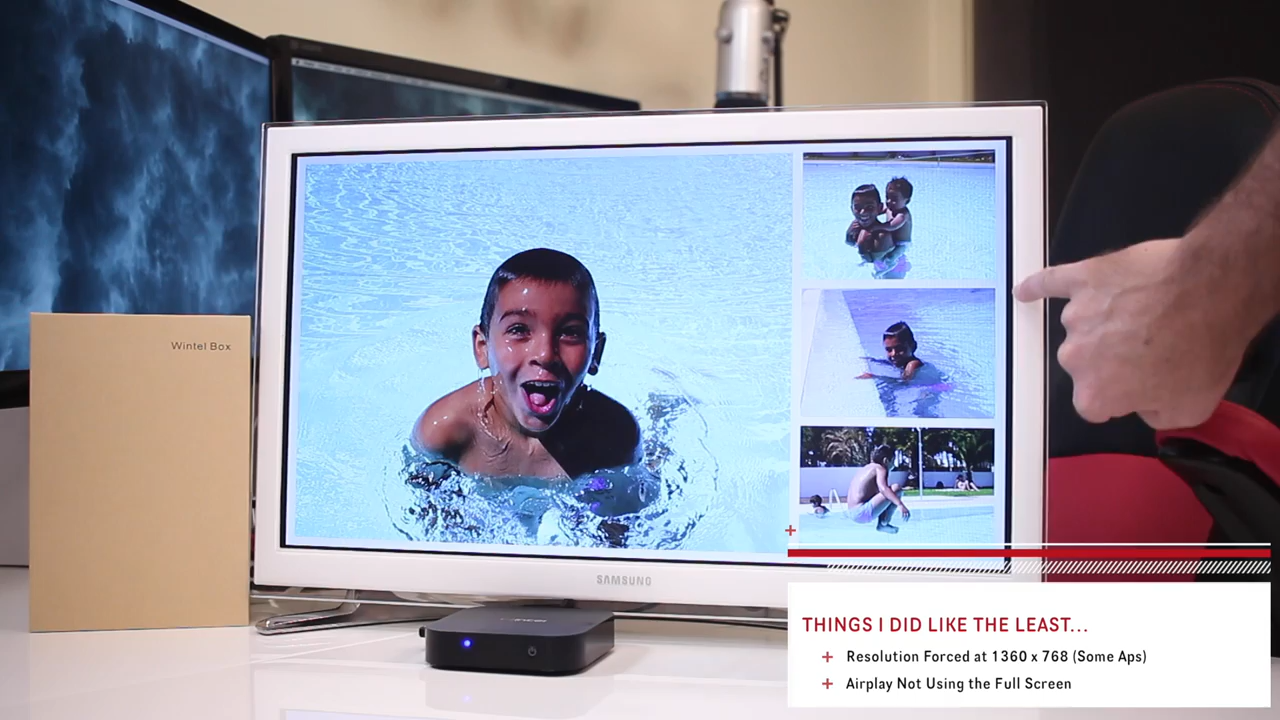 Wintel Box
SAMSUNG
THINGS I DID LIKE THE LEAST...
+ Resolution Forced at 1360 x 768 (Some Aps)
+ Airplay Not Using the Full Screen